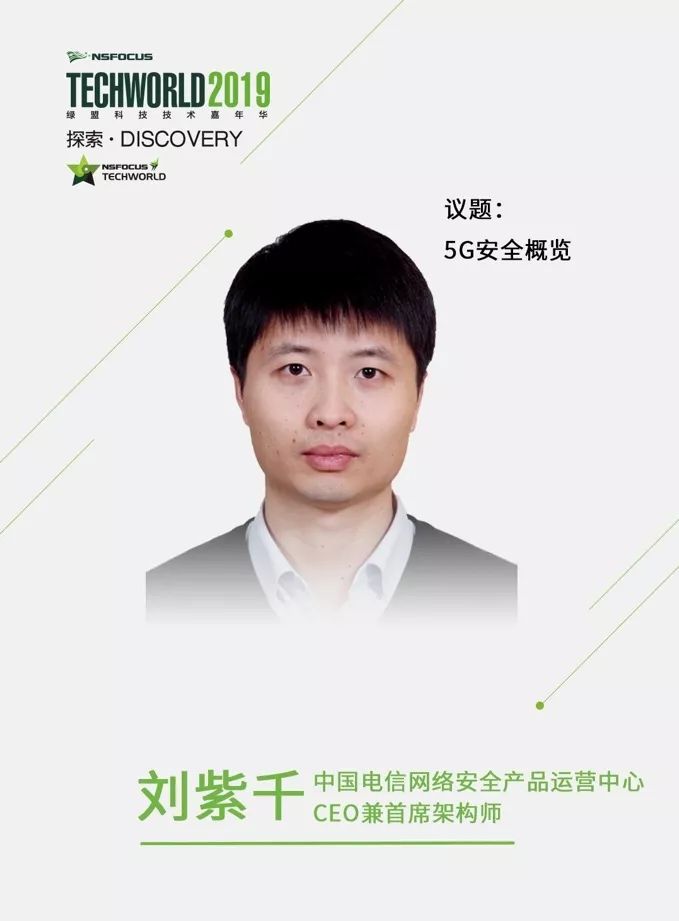 NSFOCUS
TECHWORLD2019
绿盟科技技术嘉年华
探索·DISCOVERY
NSFOCUS
TECHWORLD
议题：
5G安全概览
刘紫千
中国电信网络安全产品运营中心
CEO兼首席架构师